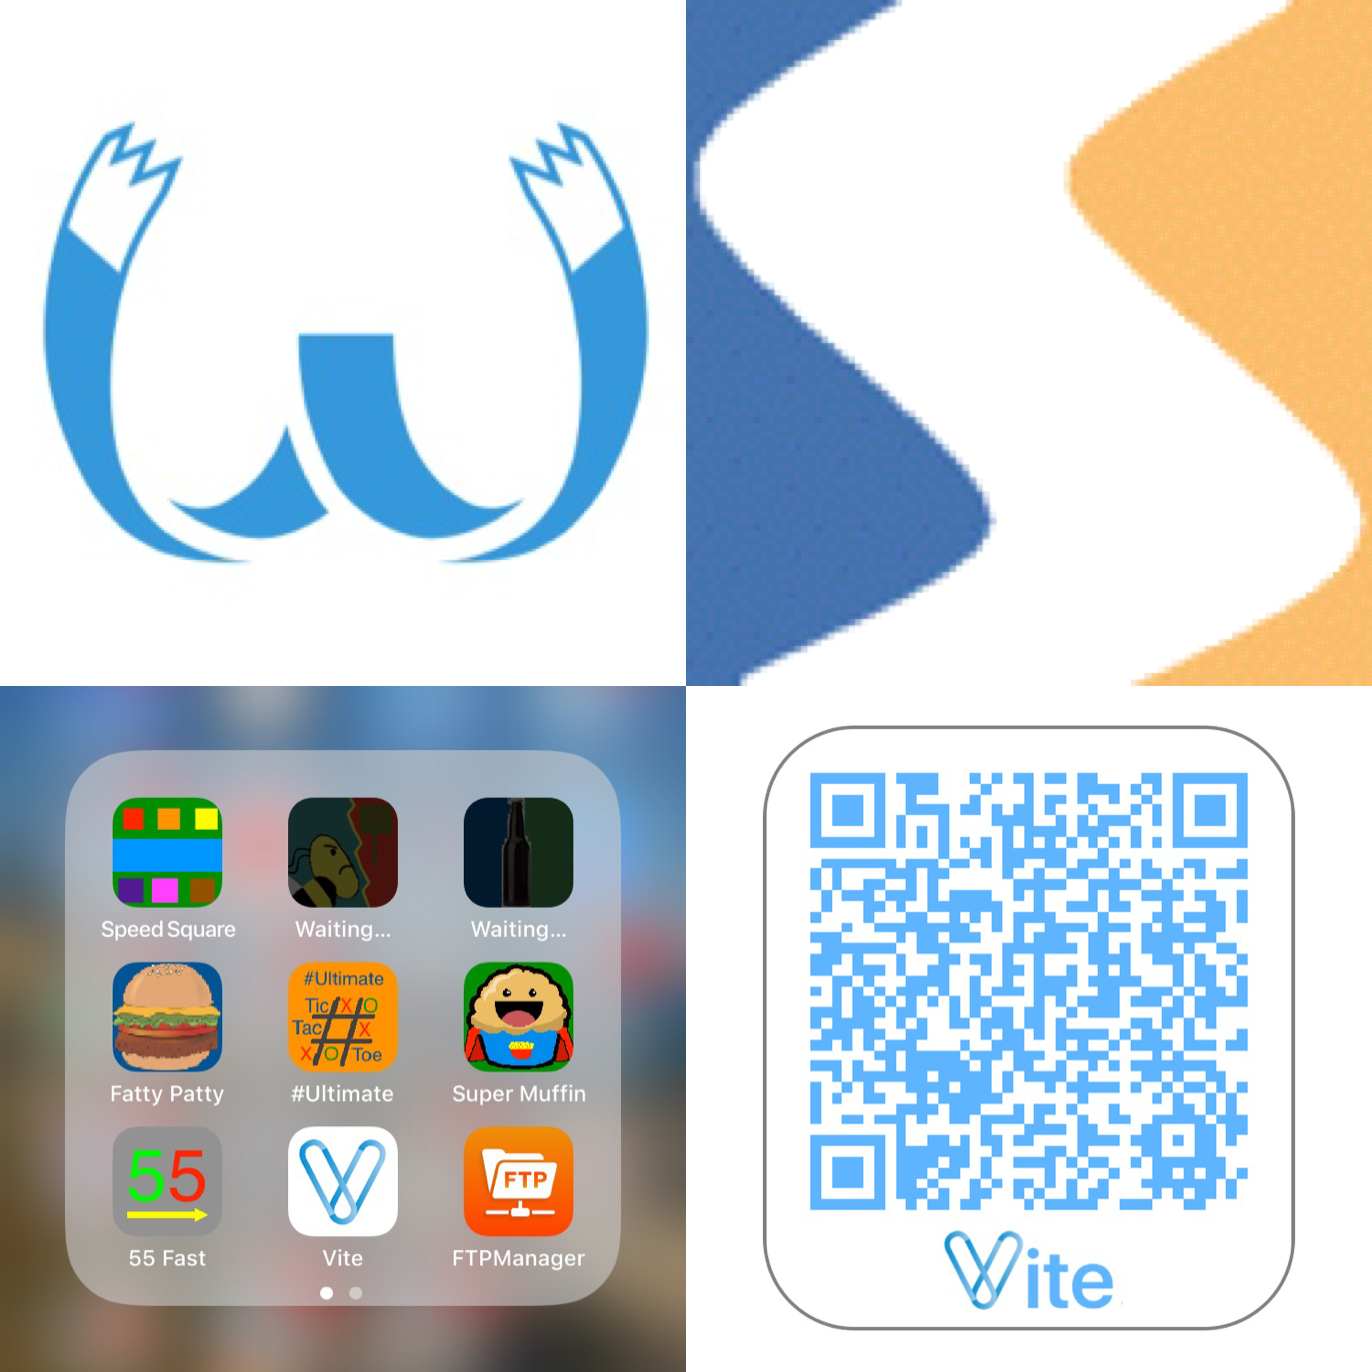 Speed Square
Waiting...
Waiting...
#Ultimate
Tic X O
Tac X
X O Toe
Fatty Patty
#Ultimate
Super Muffin
55
FTP
55 Fast
Vite
FTPManager
Vite